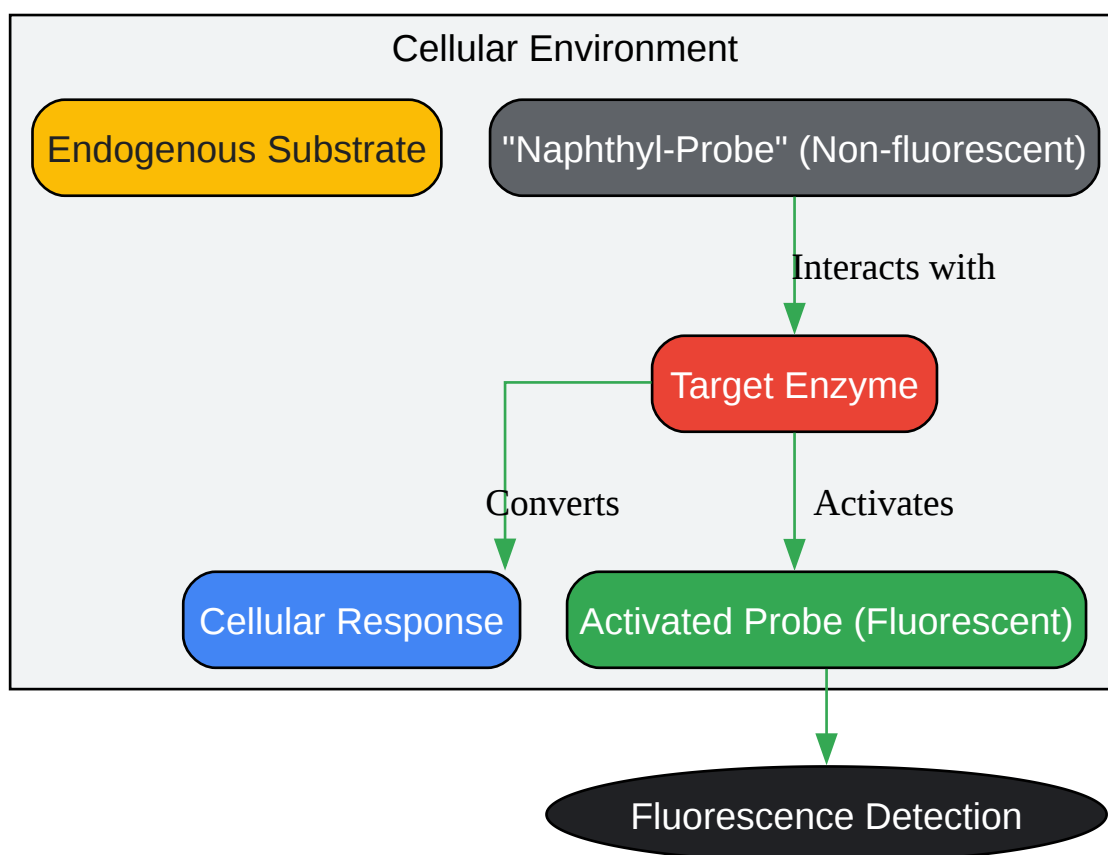 Cellular Environment
Endogenous Substrate
"Naphthyl-Probe" (Non-fluorescent)
Interacts with
Target Enzyme
Converts
Activates
Cellular Response
Activated Probe (Fluorescent)
Fluorescence Detection